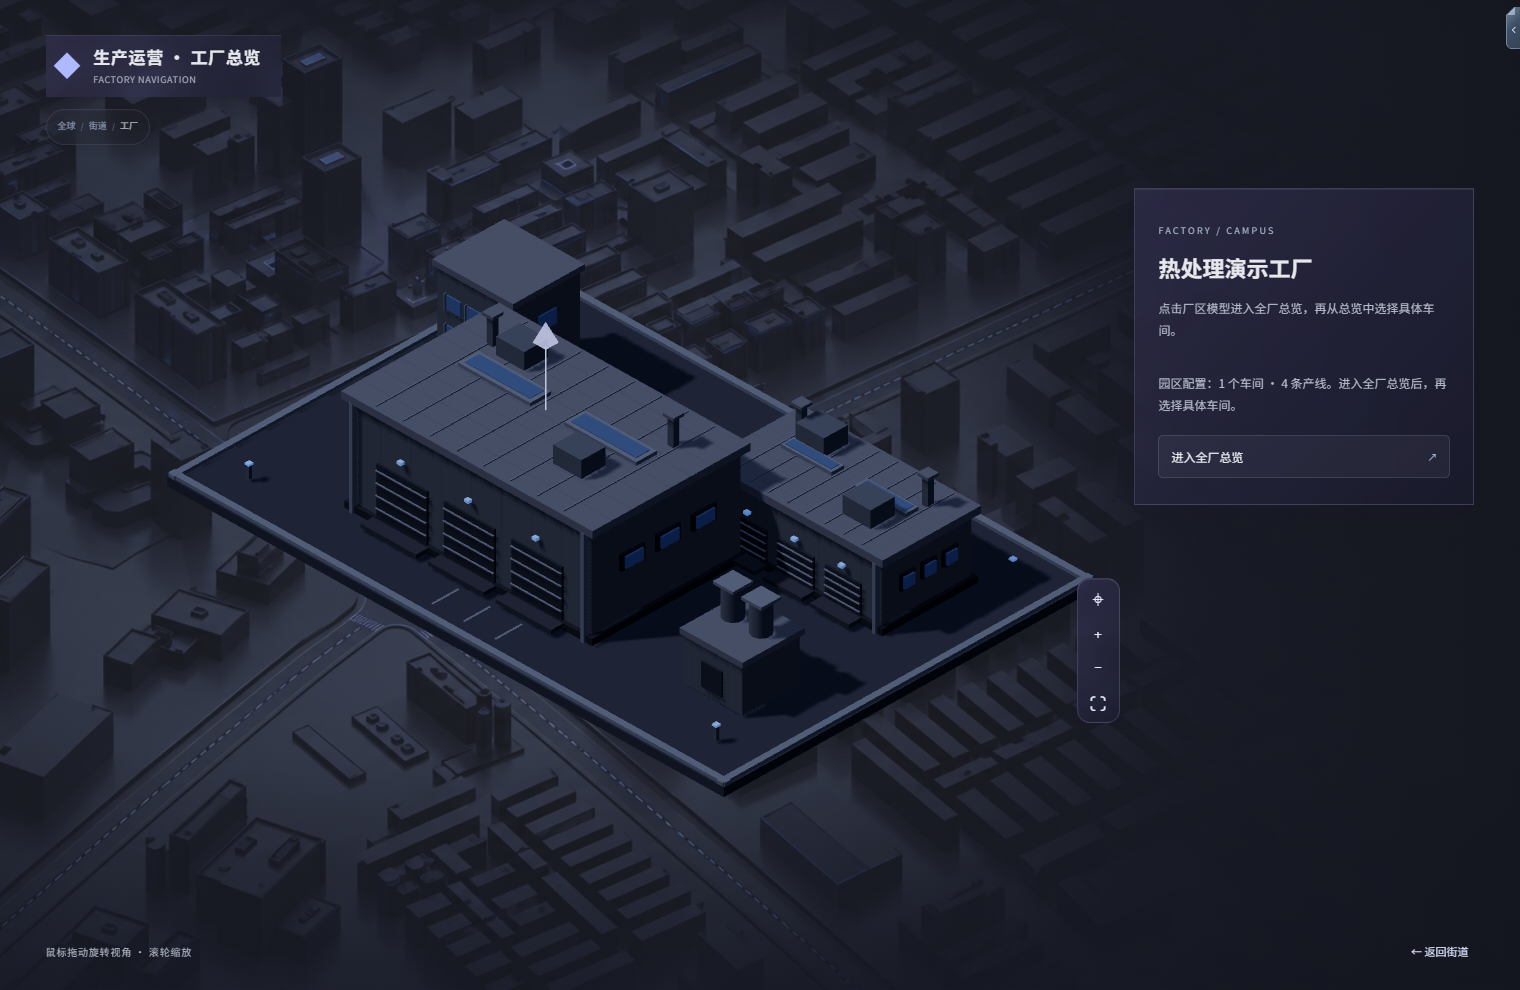 生产运营 · 工厂总览
FACTORY NAVIGATION
全球 / 街道 / 工厂
FACTORY / CAMPUS
热处理演示工厂
点击厂区模型进入全厂总览，再从总览中选择具体车
间。
园区配置：1 个车间 · 4 条产线。进入全厂总览后，再
选择具体车间。
进入全厂总览 ↗
+
−
鼠标拖动旋转视角 · 滚轮缩放
← 返回街道